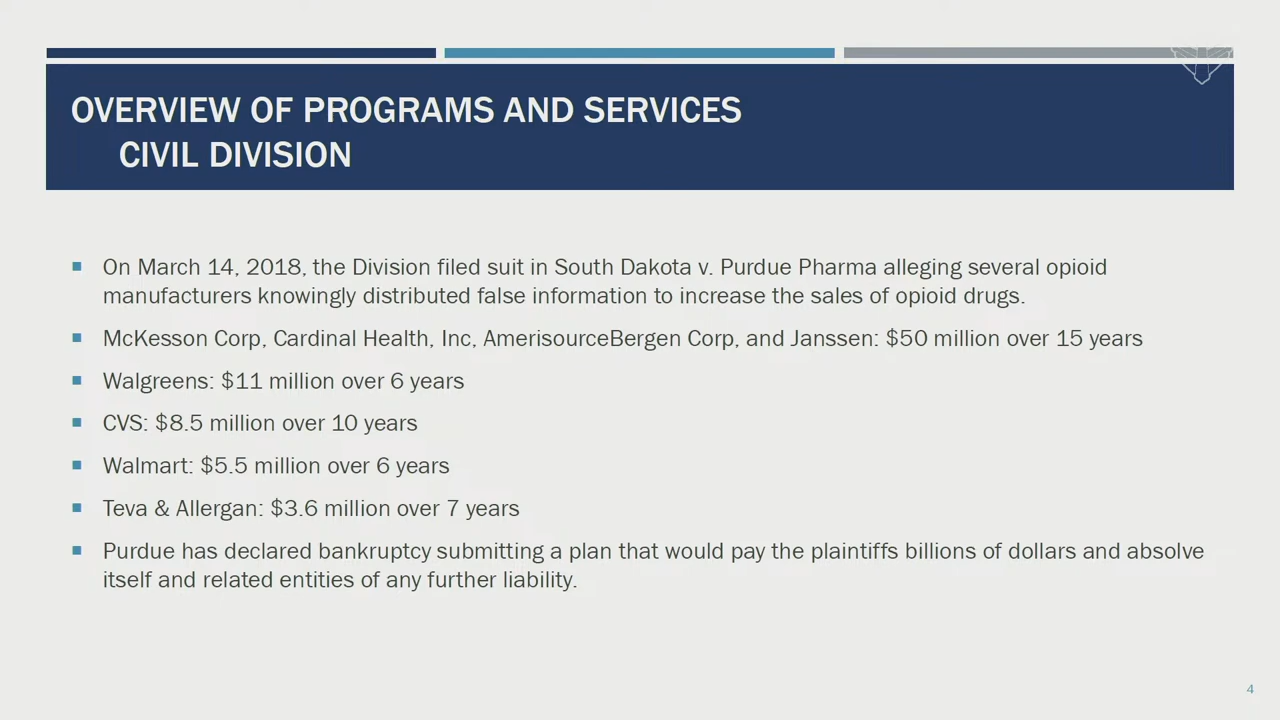 OVERVIEW OF PROGRAMS AND SERVICES
CIVIL DIVISION
On March 14, 2018, the Division filed suit in South Dakota v. Purdue Pharma alleging several opioid
manufacturers knowingly distributed false information to increase the sales of opioid drugs.
McKesson Corp, Cardinal Health, Inc, AmerisourceBergen Corp, and Janssen: $50 million over 15 years
Walgreens: $11 million over 6 years
CVS: $8.5 million over 10 years
Walmart: $5.5 million over 6 years
Teva & Allergan: $3.6 million over 7 years
Purdue has declared bankruptcy submitting a plan that would pay the plaintiffs billions of dollars and absolve
itself and related entities of any further liability.
4